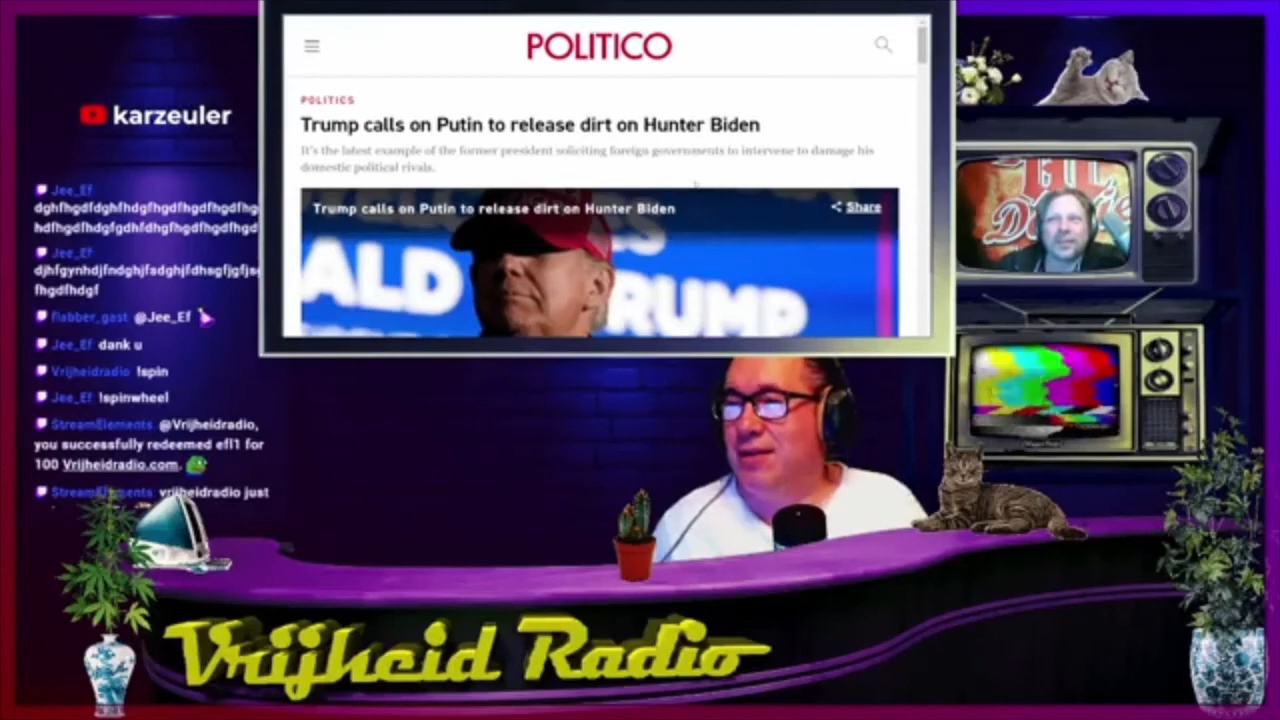 POLITICO
POLITICS
Trump calls on Putin to release dirt on Hunter Biden
It's the latest example of the former president soliciting foreign governments to intervene to damage his
domestic political rivals.
Trump calls on Putin to release dirt on Hunter Biden
Share
ALD
RUMP
karzeuler
Jee_Ef
Jee_Ef
flabber_gast @Jee_Ef
Jee_Ef dank u
Vrijheidradio !spin
Jee_Ef !spinwheel
StreamElements @Vrijheidradio,
you successfully redeemed efl1 for
100 Vrijheidradio.com.
StreamElements vrijheidradio just
fhgdfhdgf
Vrijheid Radio